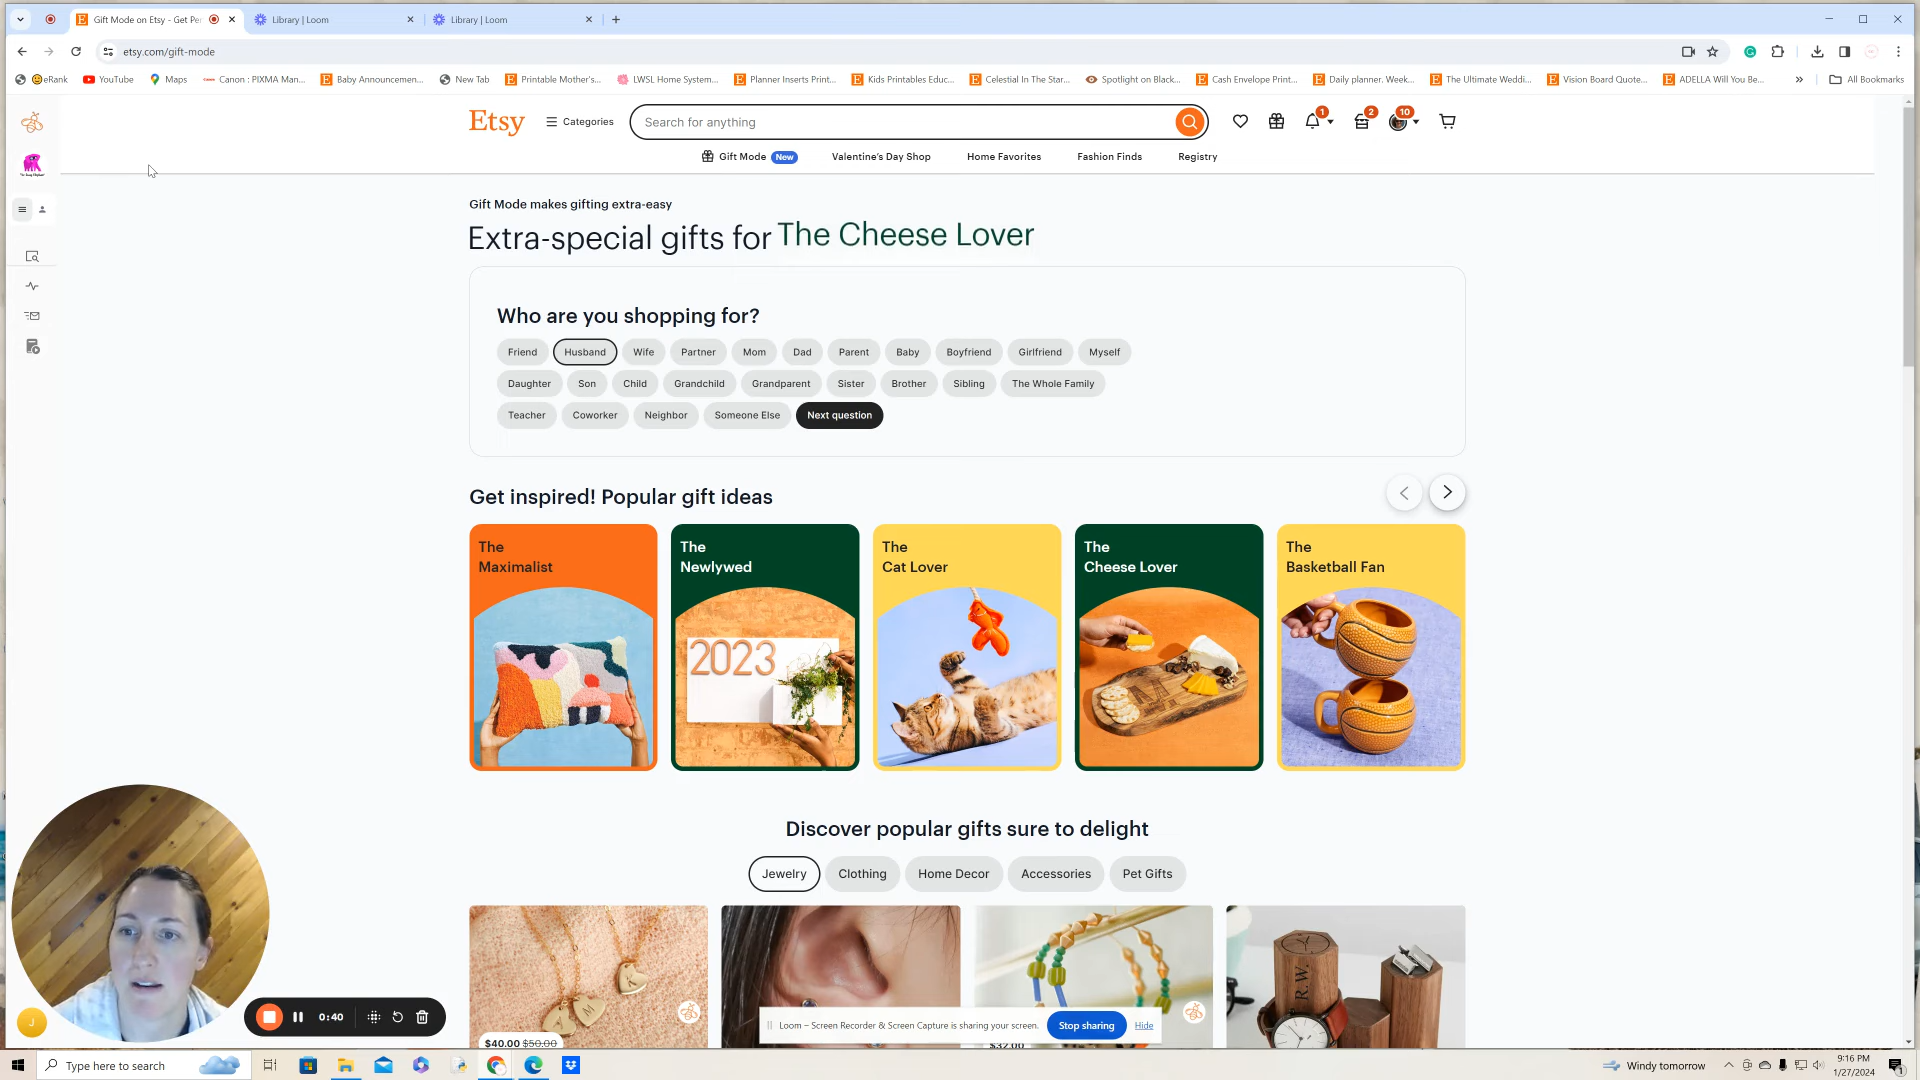 Gift Mode on Etsy - Get Per
Library | Loom
Library | Loom
etsy.com/gift-mode
eRank
YouTube
Maps
Canon : PIXMA Man...
Baby Announcemen...
New Tab
Printable Mother's...
LWSL Home System...
Planner Inserts Print...
Kids Printables Educ...
Celestial In The Star...
Spotlight on Black...
Cash Envelope Print...
Daily planner. Week...
The Ultimate Weddi...
Vision Board Quote...
ADELLA Will You Be...
All Bookmarks
Etsy
Categories
Search for anything
1
2
10
Gift Mode New
Valentine's Day Shop
Home Favorites
Fashion Finds
Registry
Gift Mode makes gifting extra-easy
Extra-special gifts for The Cheese Lover
Who are you shopping for?
Friend Husband Wife Partner Mom Dad Parent Baby Boyfriend Girlfriend Myself
Daughter Son Child Grandchild Grandparent Sister Brother Sibling The Whole Family
Teacher Coworker Neighbor Someone Else Next question
Get inspired! Popular gift ideas
The
Maximalist
The
Newlywed
2023
The
Cat Lover
The
Cheese Lover
The
Basketball Fan
Discover popular gifts sure to delight
Jewelry Clothing Home Decor Accessories Pet Gifts
M
K
R.W.
$40.00 $50.00
$32.00
J
0:40
Loom – Screen Recorder & Screen Capture is sharing your screen.
Stop sharing
Hide
Type here to search
Windy tomorrow
9:16 PM
1/27/2024
1